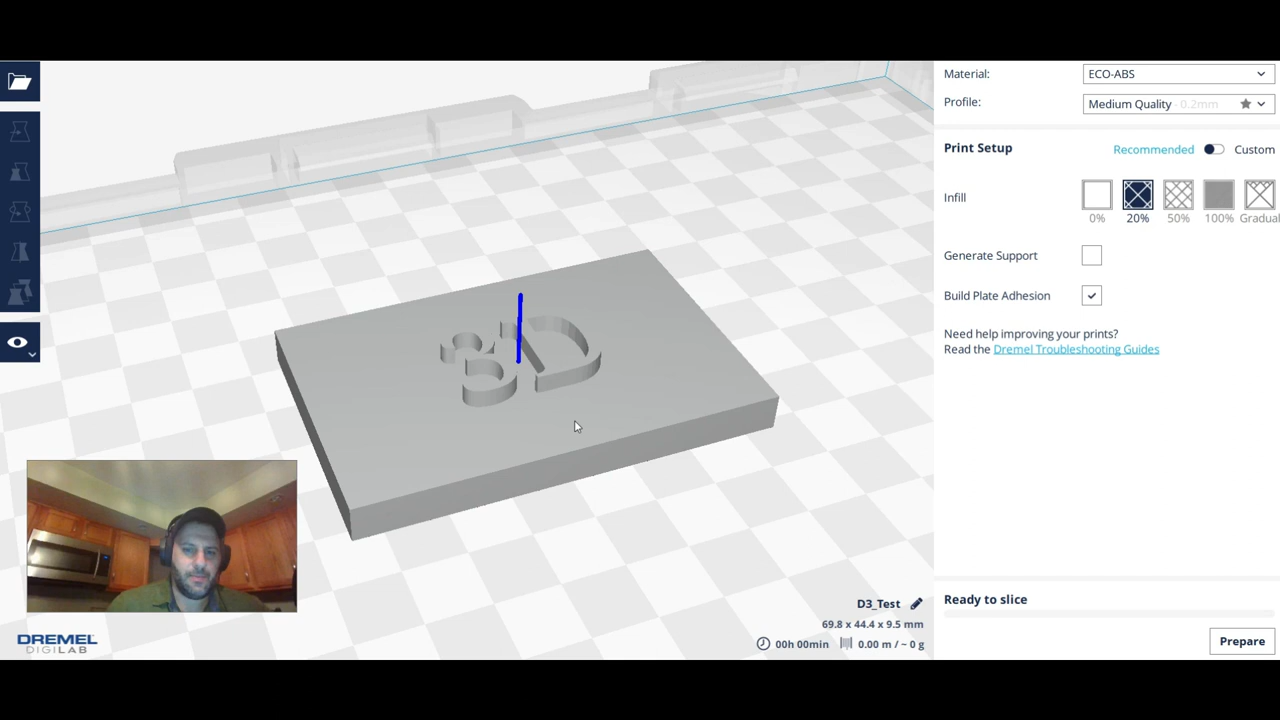 Material: ECO-ABS
Profile: Medium Quality - 0.2mm
Print Setup Recommended Custom
Infill
0% 20% 50% 100% Gradual
Generate Support
Build Plate Adhesion
Need help improving your prints?
Read the Dremel Troubleshooting Guides
3D
D3_Test
69.8 x 44.4 x 9.5 mm
00h 00min 0.00 m / ~ 0 g
DREMEL
DIGILAB
Ready to slice
Prepare